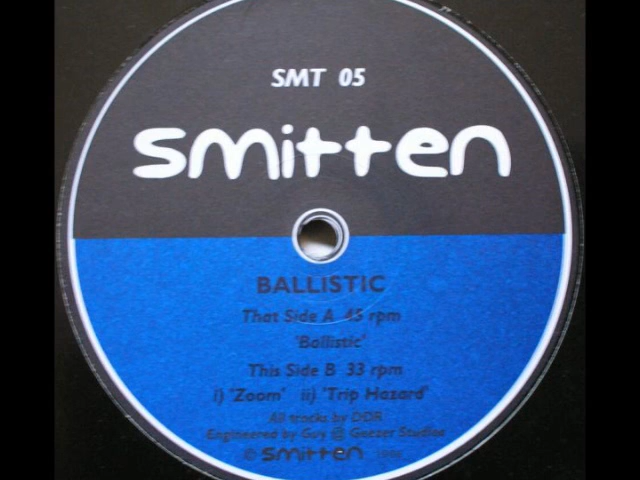 SMT 05
smitten
BALLISTIC
That Side A 45 rpm
'Ballistic'
This Side B 33 rpm
i) 'Zoom' ii) 'Trip Hazard'
All tracks by DDR
Engineered by Guy @ Geezer Studios
© smitten